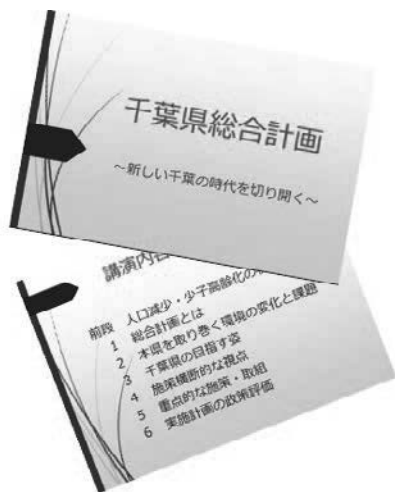 千葉県総合計画
～新しい千葉の時代を切り開く～
講演内容
前段 人口減少・少子高齢化の
1 総合計画とは
2 本県を取り巻く環境の変化と課題
3 千葉県の目指す姿
4 施策横断的な視点
5 重点的な施策・取組
6 実施計画の政策評価